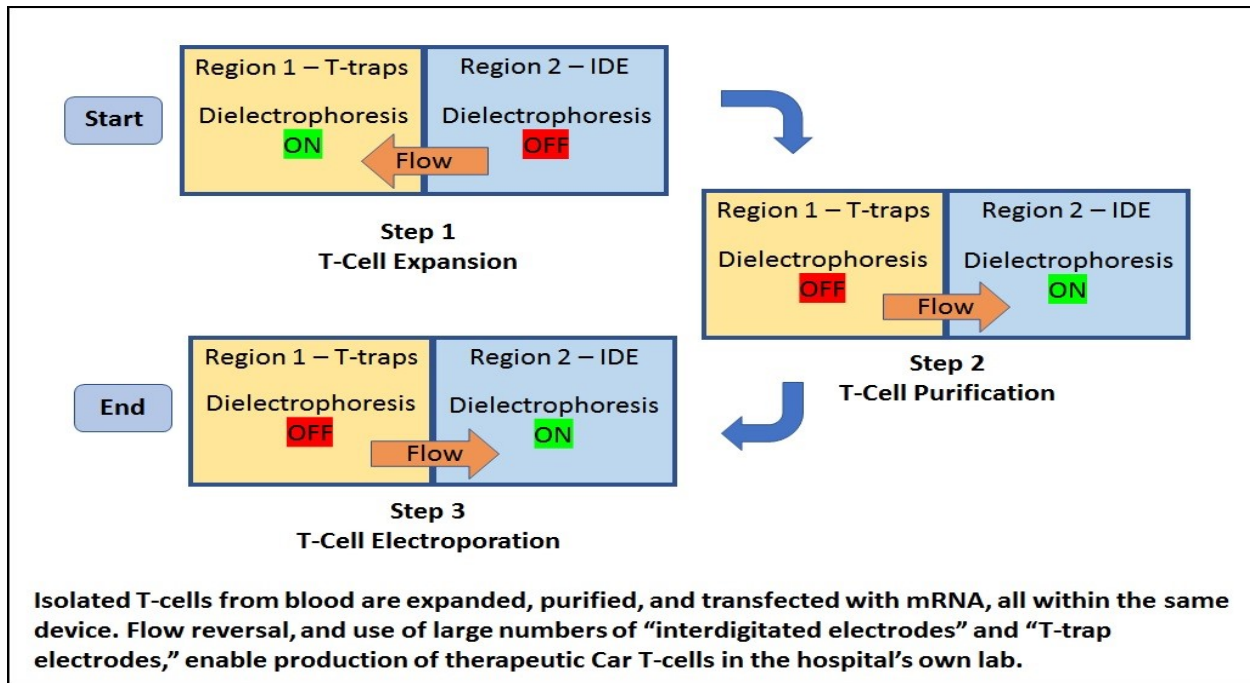 Start
Region 1 – T-traps
Dielectrophoresis
ON
Region 2 – IDE
Dielectrophoresis
OFF
Flow
Step 1
T-Cell Expansion
Region 1 – T-traps
Dielectrophoresis
OFF
Region 2 – IDE
Dielectrophoresis
ON
Flow
Step 2
T-Cell Purification
End
Region 1 – T-traps
Dielectrophoresis
OFF
Region 2 – IDE
Dielectrophoresis
ON
Flow
Step 3
T-Cell Electroporation
Isolated T-cells from blood are expanded, purified, and transfected with mRNA, all within the same
device. Flow reversal, and use of large numbers of “interdigitated electrodes” and “T-trap
electrodes,” enable production of therapeutic Car T-cells in the hospital’s own lab.